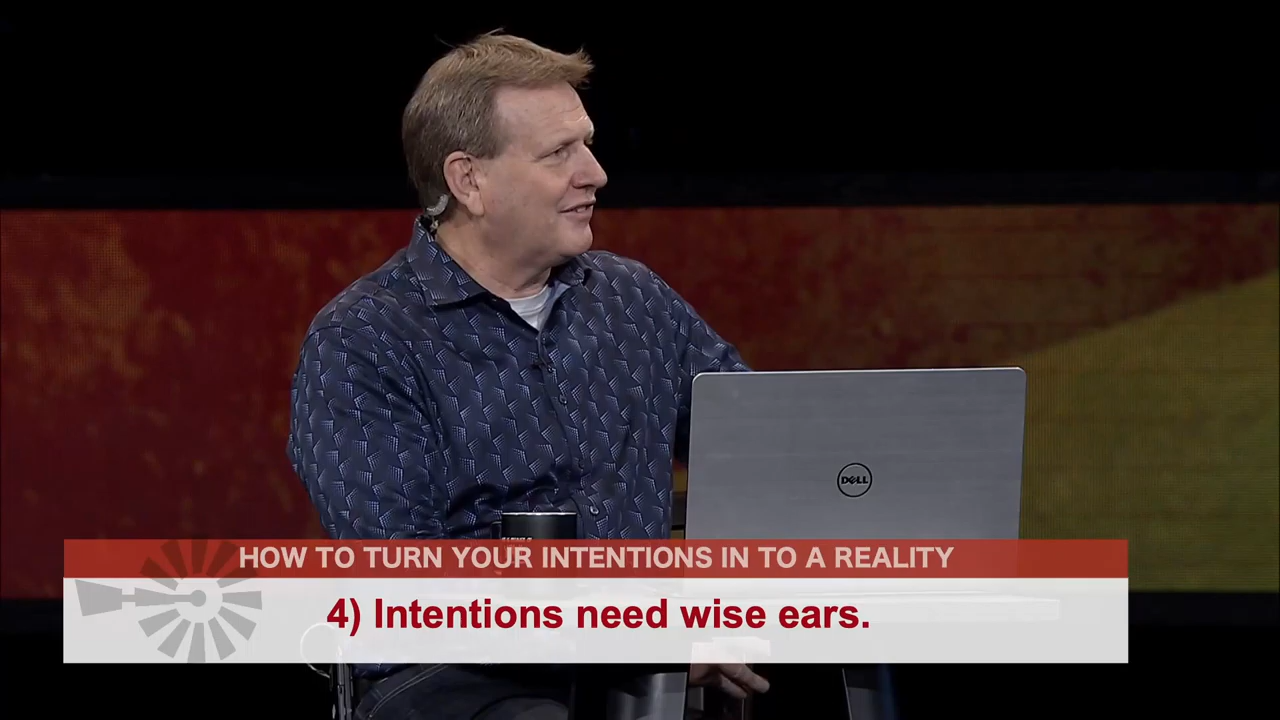 DELL
HOW TO TURN YOUR INTENTIONS IN TO A REALITY
4) Intentions need wise ears.